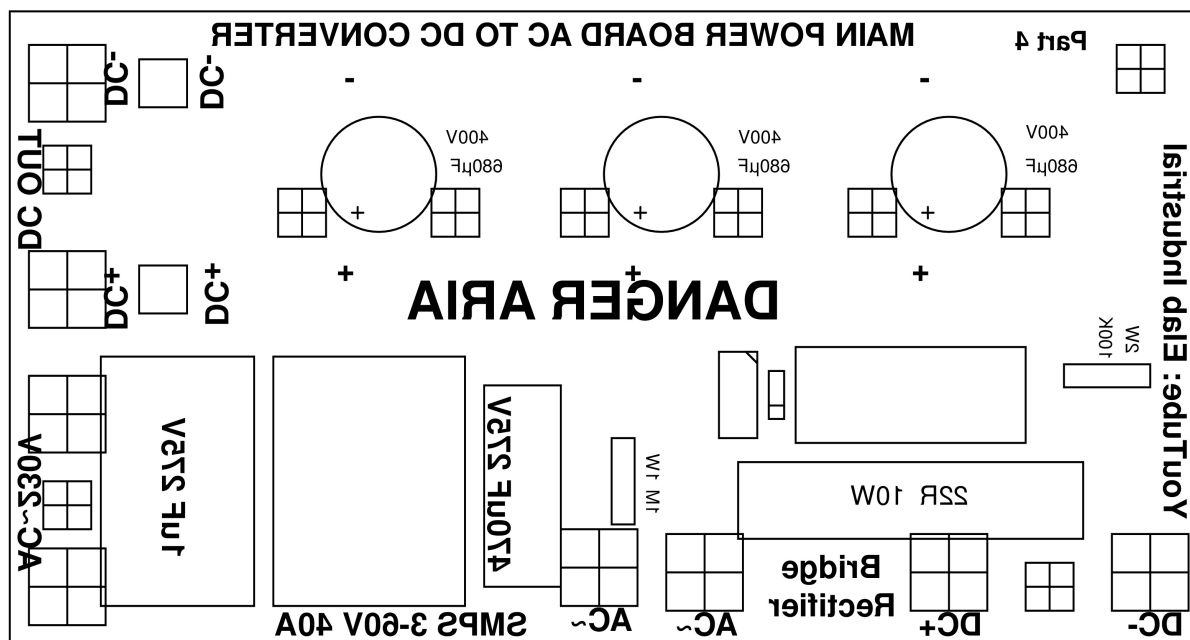 MAIN POWER BOARD AC TO DC CONVERTER
Part 4
DC-
DC-
-
-
-
400V
680µF
400V
680µF
400V
680µF
DC OUT
+
+
+
DC+
DC+
+
+
+
DANGER ARIA
YouTube: Elab Indusrtrial
100K
2W
AC~230V
1uF 275V
470uF 275V
1M 1W
22R 10W
Bridge
Rectifier
SMPS 3-60V 40A
AC~
AC~
DC+
DC-